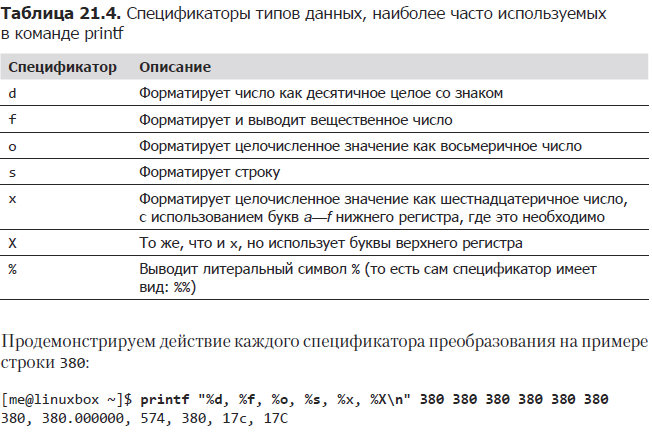 Таблица 21.4. Спецификаторы типов данных, наиболее часто используемых
в команде printf
Спецификатор Описание
d Форматирует число как десятичное целое со знаком
f Форматирует и выводит вещественное число
o Форматирует целочисленное значение как восьмеричное число
s Форматирует строку
x Форматирует целочисленное значение как шестнадцатеричное число,
с использованием букв a—f нижнего регистра, где это необходимо
X То же, что и x, но использует буквы верхнего регистра
% Выводит литеральный символ % (то есть сам спецификатор имеет
вид: %%)
Продемонстрируем действие каждого спецификатора преобразования на примере
строки 380:
[me@linuxbox ~]$ printf "%d, %f, %o, %s, %x, %X\n" 380 380 380 380 380 380
380, 380.000000, 574, 380, 17c, 17C